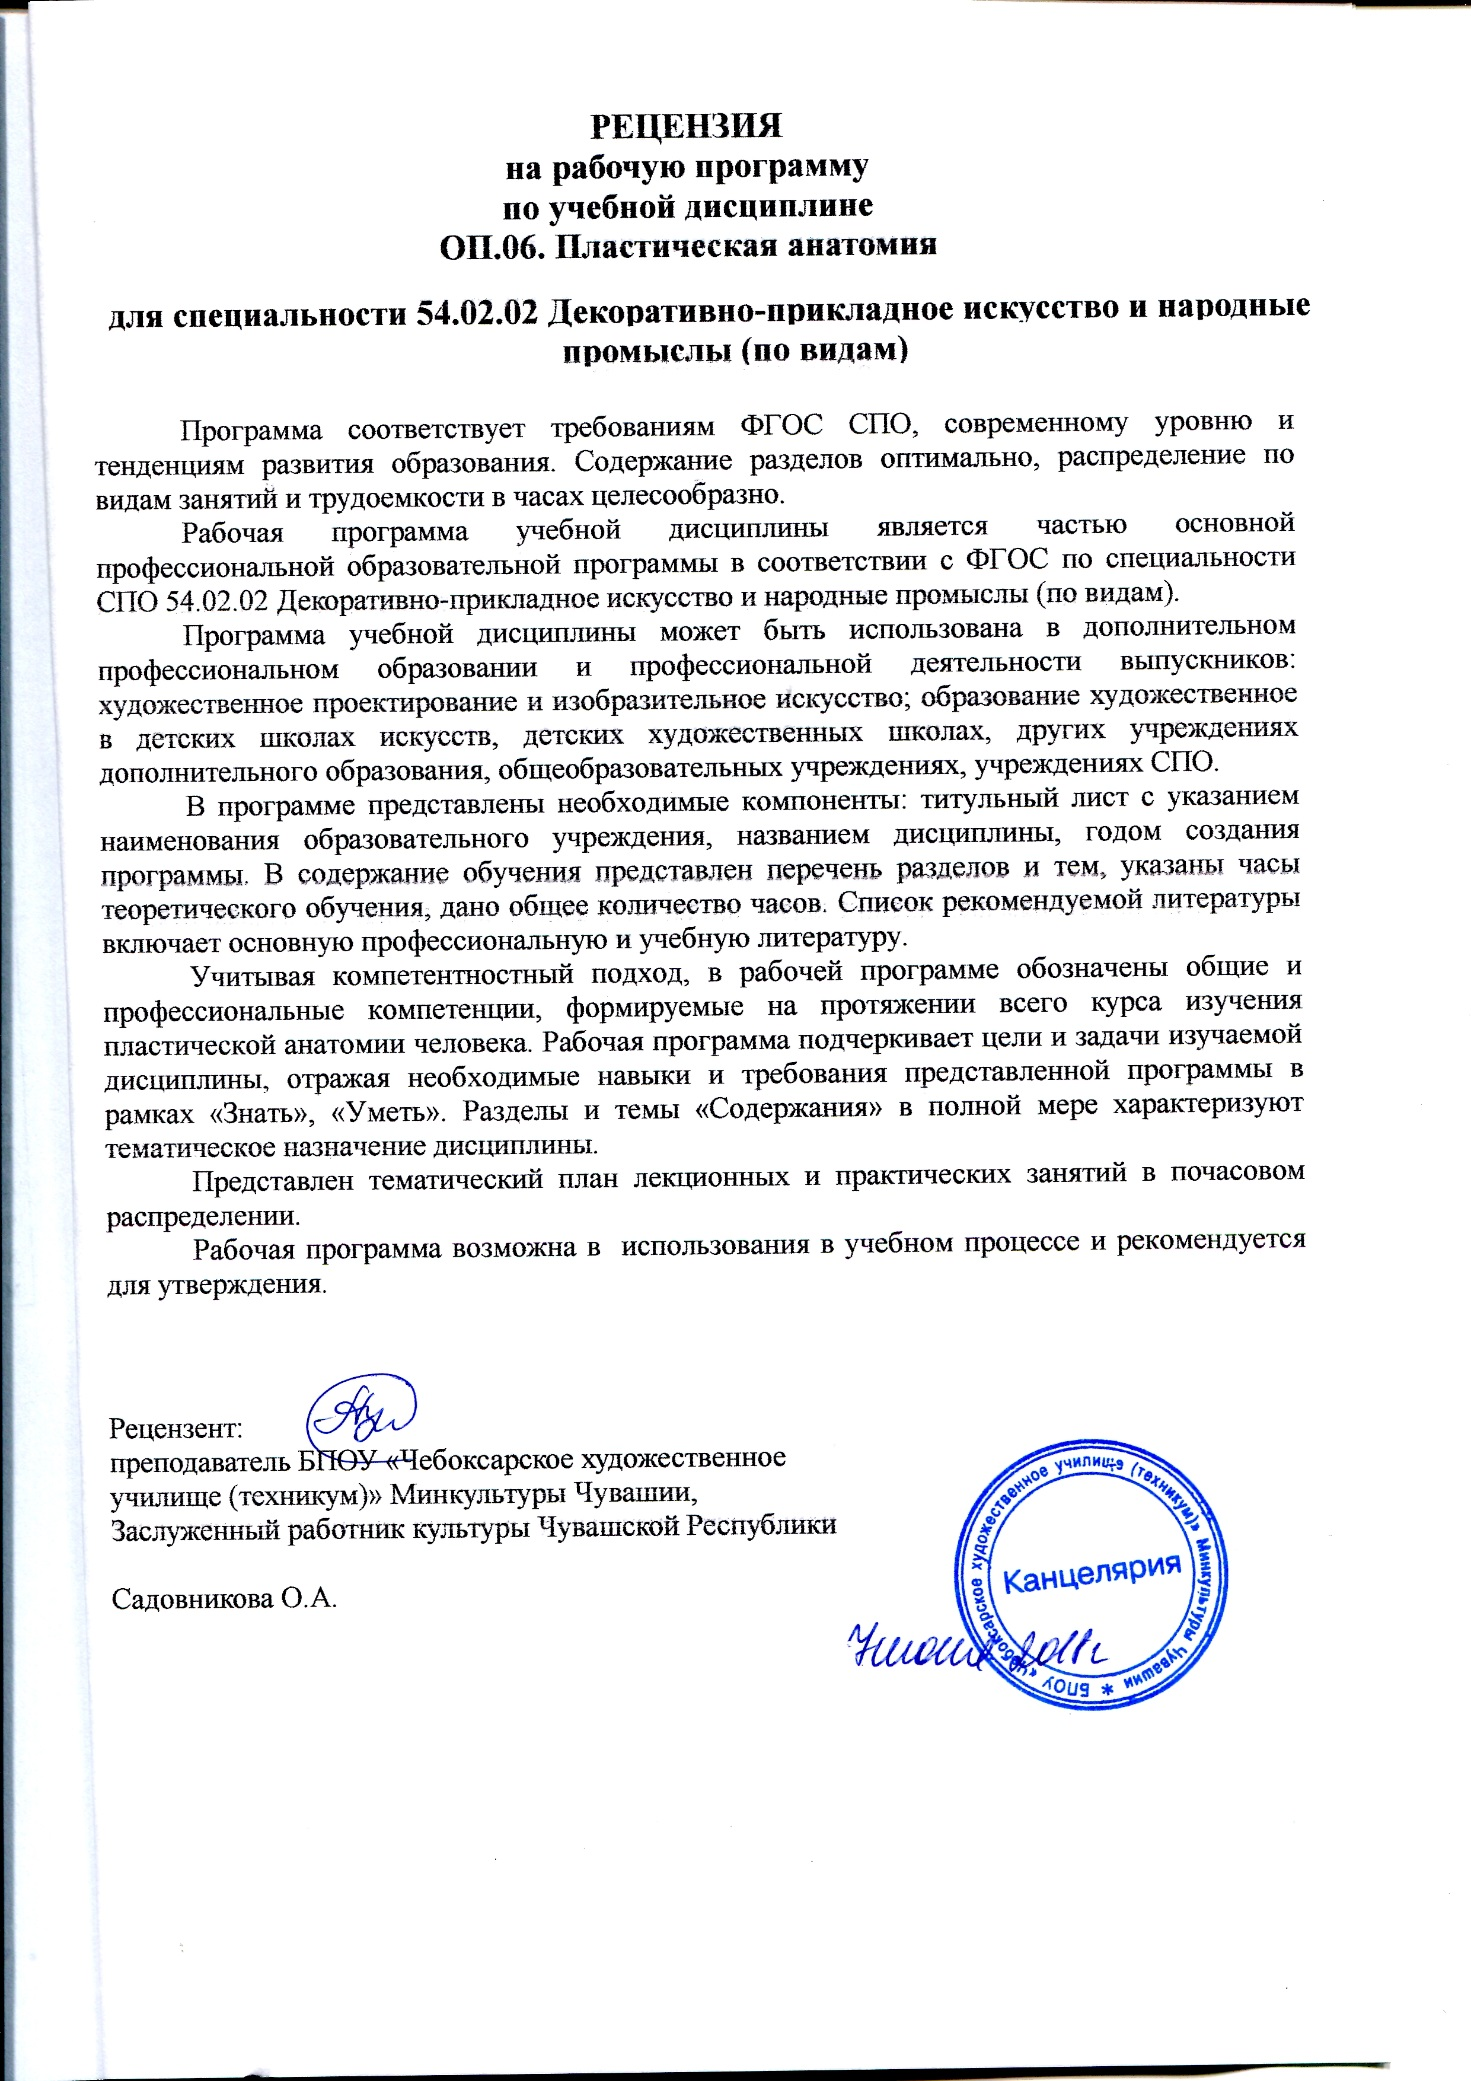 РЕЦЕНЗИЯ
на рабочую программу
по учебной дисциплине
ОП.06. Пластическая анатомия
для специальности 54.02.02 Декоративно-прикладное искусство и народные
промыслы (по видам)
Программа соответствует требованиям ФГОС СПО, современному уровню и
тенденциям развития образования. Содержание разделов оптимально, распределение по
видам занятий и трудоемкости в часах целесообразно.
Рабочая программа учебной дисциплины является частью основной
профессиональной образовательной программы в соответствии с ФГОС по специальности
СПО 54.02.02 Декоративно-прикладное искусство и народные промыслы (по видам).
Программа учебной дисциплины может быть использована в дополнительном
профессиональном образовании и профессиональной деятельности выпускников:
художественное проектирование и изобразительное искусство; образование художественное
в детских школах искусств, детских художественных школах, других учреждениях
дополнительного образования, общеобразовательных учреждениях, учреждениях СПО.
В программе представлены необходимые компоненты: титульный лист с указанием
наименования образовательного учреждения, названием дисциплины, годом создания
программы. В содержание обучения представлен перечень разделов и тем, указаны часы
теоретического обучения, дано общее количество часов. Список рекомендуемой литературы
включает основную профессиональную и учебную литературу.
Учитывая компетентностный подход, в рабочей программе обозначены общие и
профессиональные компетенции, формируемые на протяжении всего курса изучения
пластической анатомии человека. Рабочая программа подчеркивает цели и задачи изучаемой
дисциплины, отражая необходимые навыки и требования представленной программы в
рамках «Знать», «Уметь». Разделы и темы «Содержания» в полной мере характеризуют
тематическое назначение дисциплины.
Представлен тематический план лекционных и практических занятий в почасовом
распределении.
Рабочая программа возможна в использования в учебном процессе и рекомендуется
для утверждения.
Рецензент:
преподаватель БПОУ «Чебоксарское художественное
училище (техникум)» Минкультуры Чувашии,
Заслуженный работник культуры Чувашской Республики
Садовникова О.А.
БПОУ «Чебоксарское художественное училище (техникум)» Минкультуры Чувашии *
Канцелярия